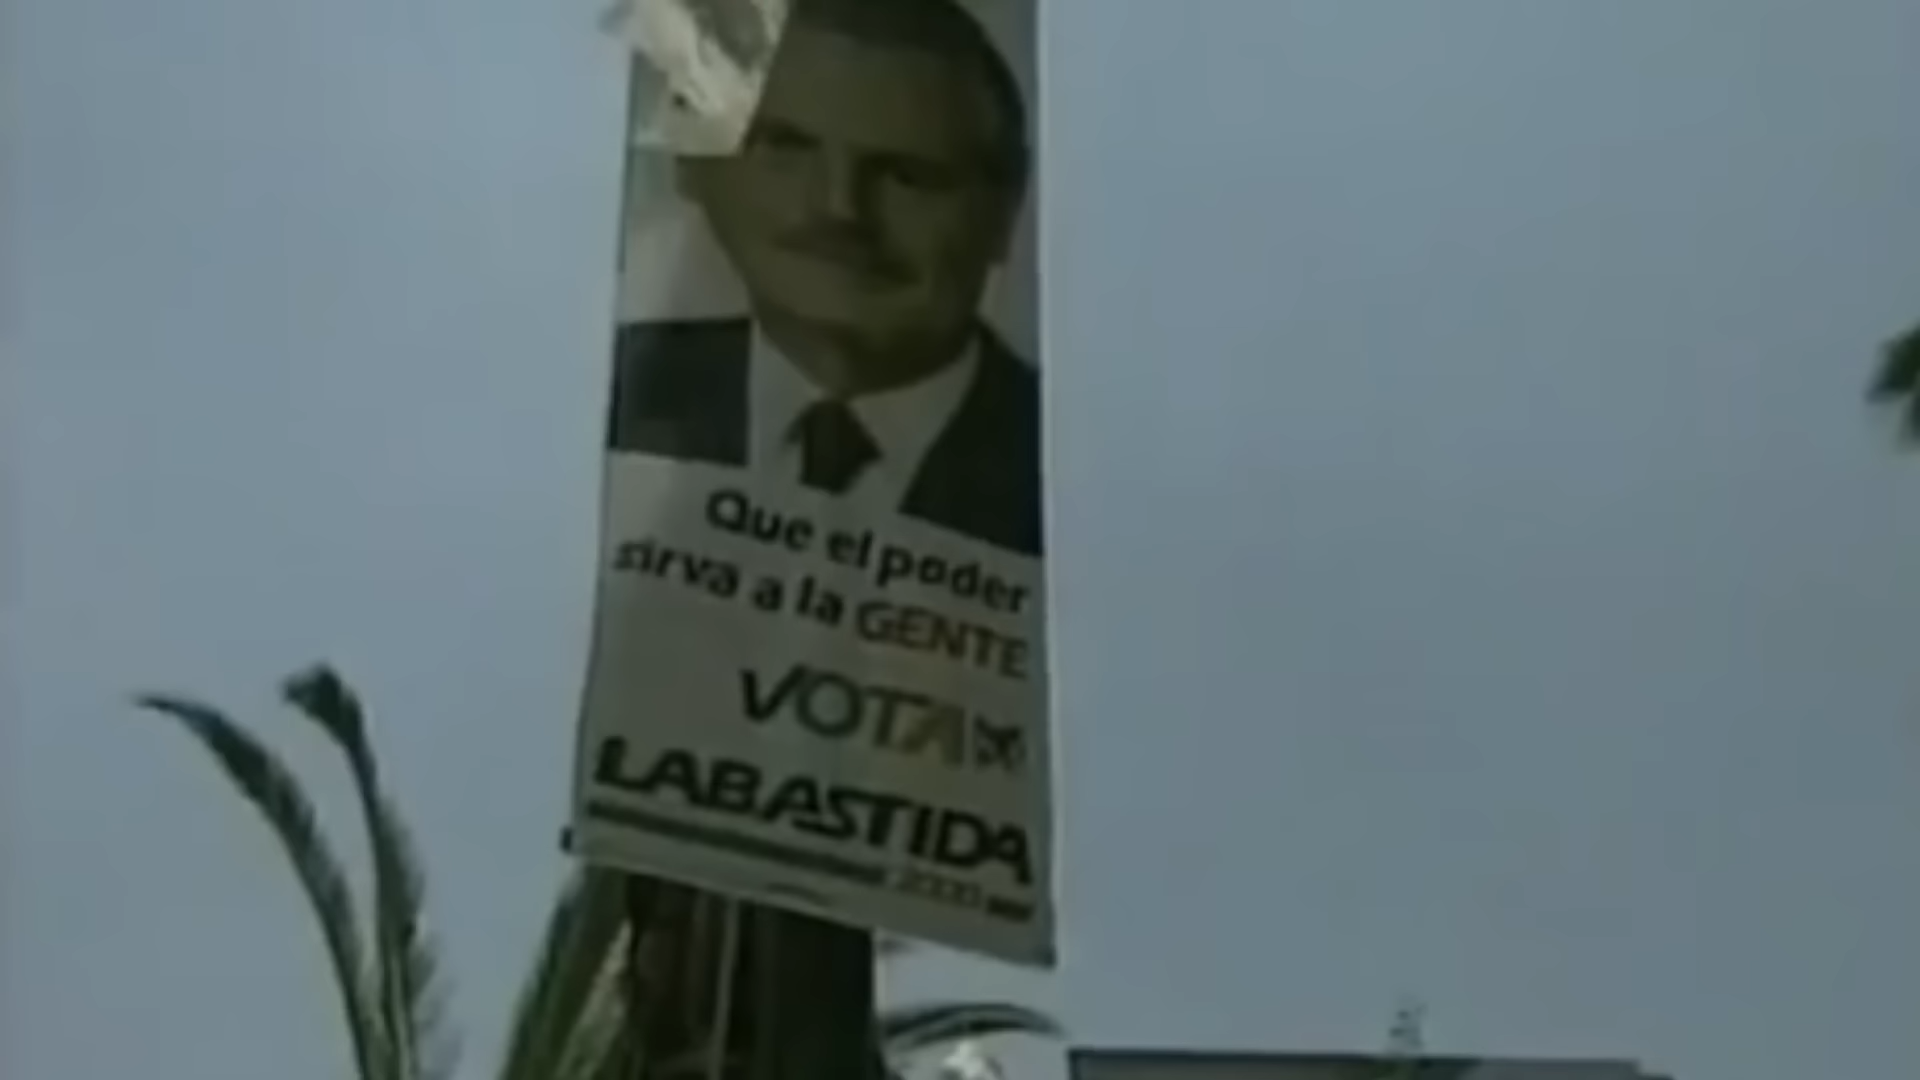 Que el poder
sirva a la GENTE
VOTA
LABASTIDA
2000